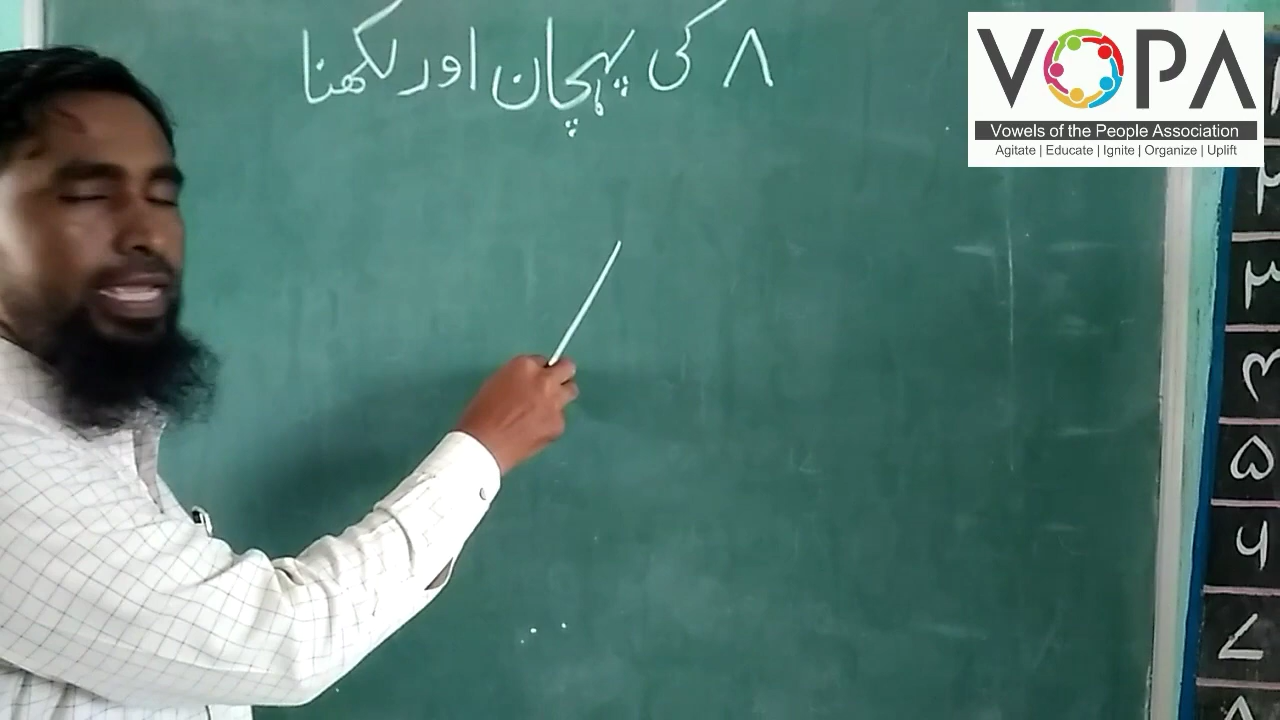 ۸ کی پہچان اور لکھنا
VOPA
Vowels of the People Association
Agitate | Educate | Ignite | Organize | Uplift
۲
۳
۴
۵
۶
۷
۸